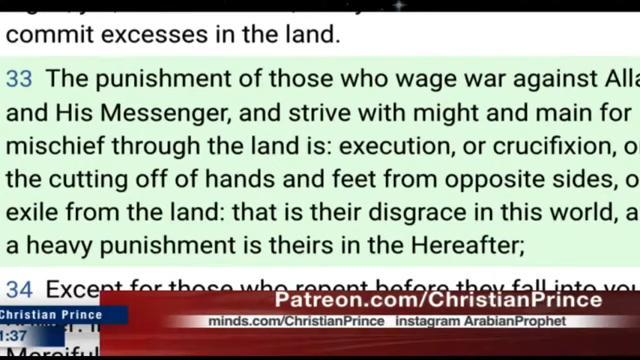 commit excesses in the land.
33 The punishment of those who wage war against Alla
and His Messenger, and strive with might and main for
mischief through the land is: execution, or crucifixion, o
the cutting off of hands and feet from opposite sides, o
exile from the land: that is their disgrace in this world, a
a heavy punishment is theirs in the Hereafter;
34 Except for those who repent before they fall into you
Patreon.com/ChristianPrince
Christian Prince
minds.com/ChristianPrince instagram ArabianProphet
1:37
Merciful